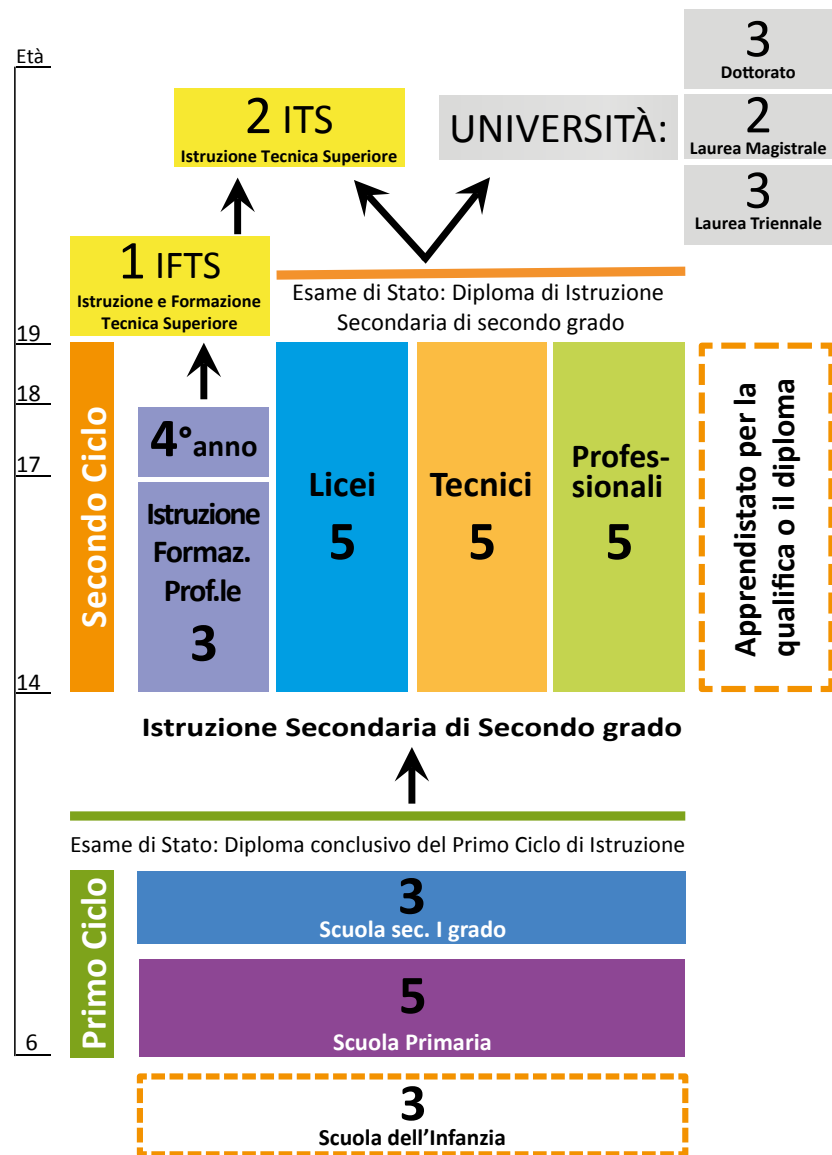 Età
3
Dottorato
2 ITS
Istruzione Tecnica Superiore
UNIVERSITÀ:
2
Laurea Magistrale
3
Laurea Triennale
1 IFTS
Istruzione e Formazione
Tecnica Superiore
Esame di Stato: Diploma di Istruzione
Secondaria di secondo grado
19
18
17
14
Secondo Ciclo
4° anno
Istruzione
Formaz.
Prof.le
3
Licei
5
Tecnici
5
Profes-
sionali
5
Apprendistato per la
qualifica o il diploma
Istruzione Secondaria di Secondo grado
Esame di Stato: Diploma conclusivo del Primo Ciclo di Istruzione
Primo Ciclo
3
Scuola sec. I grado
5
Scuola Primaria
6
3
Scuola dell'Infanzia